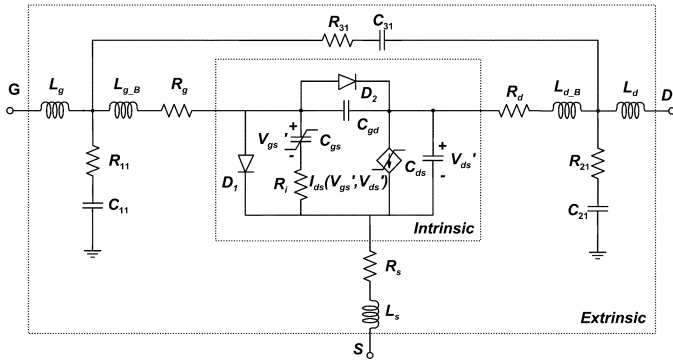 R31
C31
G
Lg
Lg_B
Rg
D2
Rd
Ld_B
Ld
D
Cgd
Vgs'
+
-
Cgs
+
Vds'
-
R11
D1
Ri
Ids(Vgs',Vds')
Cds
R21
C11
C21
Intrinsic
Rs
Ls
Extrinsic
S